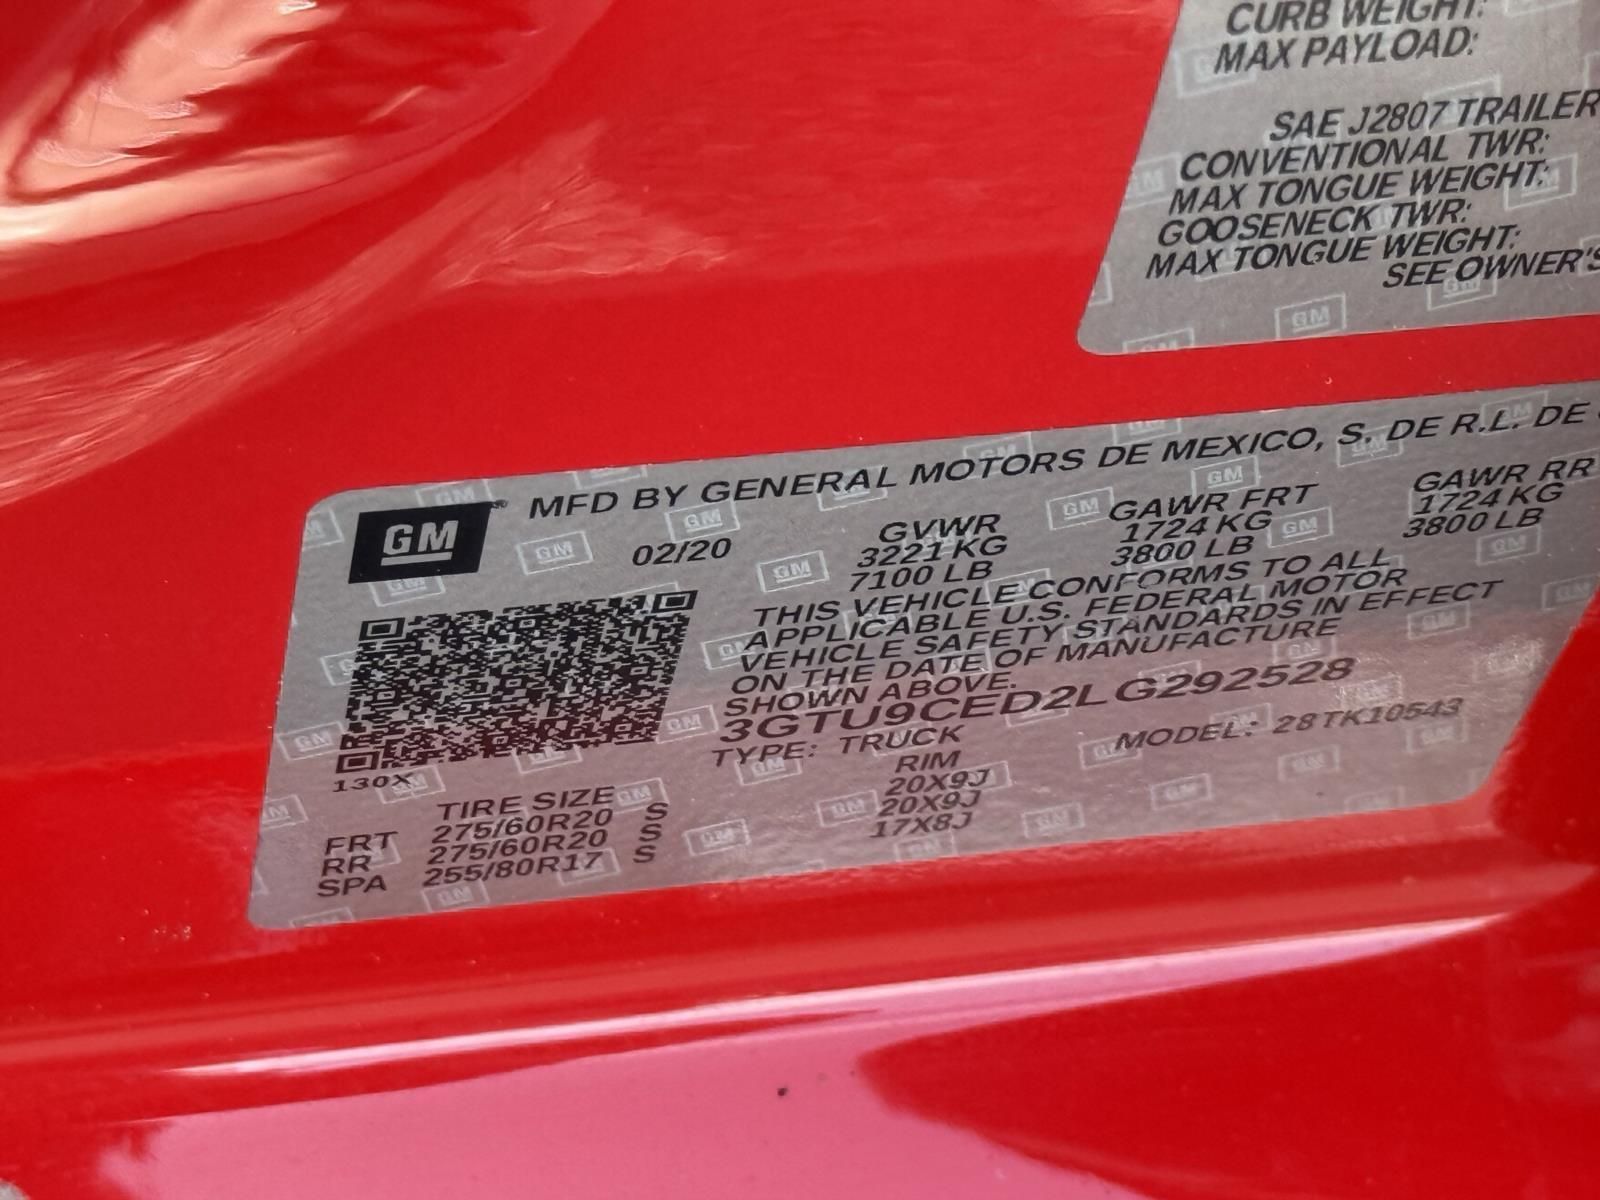 CURB WEIGHT:
MAX PAYLOAD:
SAE J2807 TRAILER
CONVENTIONAL TWR:
MAX TONGUE WEIGHT:
GOOSENECK TWR:
MAX TONGUE WEIGHT:
SEE OWNER'S
GM MFD BY GENERAL MOTORS DE MEXICO, S. DE R.L. DE
02/20 GVWR GAWR FRT GAWR RR
3221 KG 1724 KG 1724 KG
7100 LB 3800 LB 3800 LB
THIS VEHICLE CONFORMS TO ALL
APPLICABLE U.S. FEDERAL MOTOR
VEHICLE SAFETY STANDARDS IN EFFECT
ON THE DATE OF MANUFACTURE
SHOWN ABOVE.
3GTU9CED2LG292528
TYPE: TRUCK MODEL: 28TK10543
130X
TIRE SIZE RIM
FRT 275/60R20 S 20X9J
RR 275/60R20 S 20X9J
SPA 255/80R17 S 17X8J